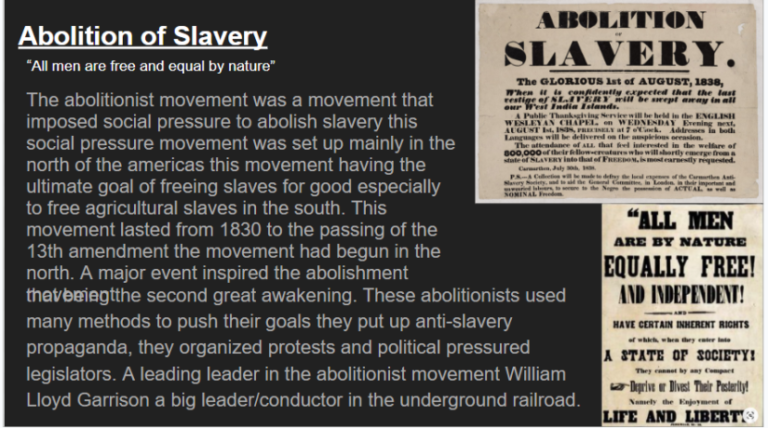 Abolition of Slavery
“All men are free and equal by nature”
The abolitionist movement was a movement that
imposed social pressure to abolish slavery this
social pressure movement was set up mainly in the
north of the americas this movement having the
ultimate goal of freeing slaves for good especially
to free agricultural slaves in the south. This
movement lasted from 1830 to the passing of the
13th amendment the movement had begun in the
north. A major event inspired the abolishment
movement
that being the second great awakening. These abolitionists used
many methods to push their goals they put up anti-slavery
propaganda, they organized protests and political pressured
legislators. A leading leader in the abolitionist movement William
Lloyd Garrison a big leader/conductor in the underground railroad.
ABOLITION
OF
SLAVERY.
The GLORIOUS 1st of AUGUST, 1838,
When it is confidently expected that the last
vestige of SLAVERY will be swept away in all
our West India Islands.
A Public Thanksgiving Service will be held in the ENGLISH
WESLEYAN CHAPEL, on WEDNESDAY Evening next,
AUGUST 1st, 1838, PRECISELY at 7 o'Clock. Addresses in both
Languages will be delivered on the auspicious occasion.
The attendance of ALL that feel interested in the welfare of
800,000 of their fellow-creatures who will shortly emerge from a
state of SLAVERY into that of FREEDOM, is most earnestly requested.
Carmarthen, July 30th, 1838.
P.S.—A Collection will be made to defray the local expenses of the Carmarthen Anti-
Slavery Society, and to aid the General Committee, in London, in their important and
unwearied labours, to secure to the Negro the possession of ACTUAL, as well as
NOMINAL Freedom.
“ALL MEN
ARE BY NATURE
EQUALLY FREE!
AND INDEPENDENT!
AND
HAVE CERTAIN INHERENT RIGHTS
of which, when they enter into
A STATE OF SOCIETY!
They cannot by any Compact
Deprive or Divest Their Posterity!
Namely the Enjoyment of
LIFE AND LIBERTY